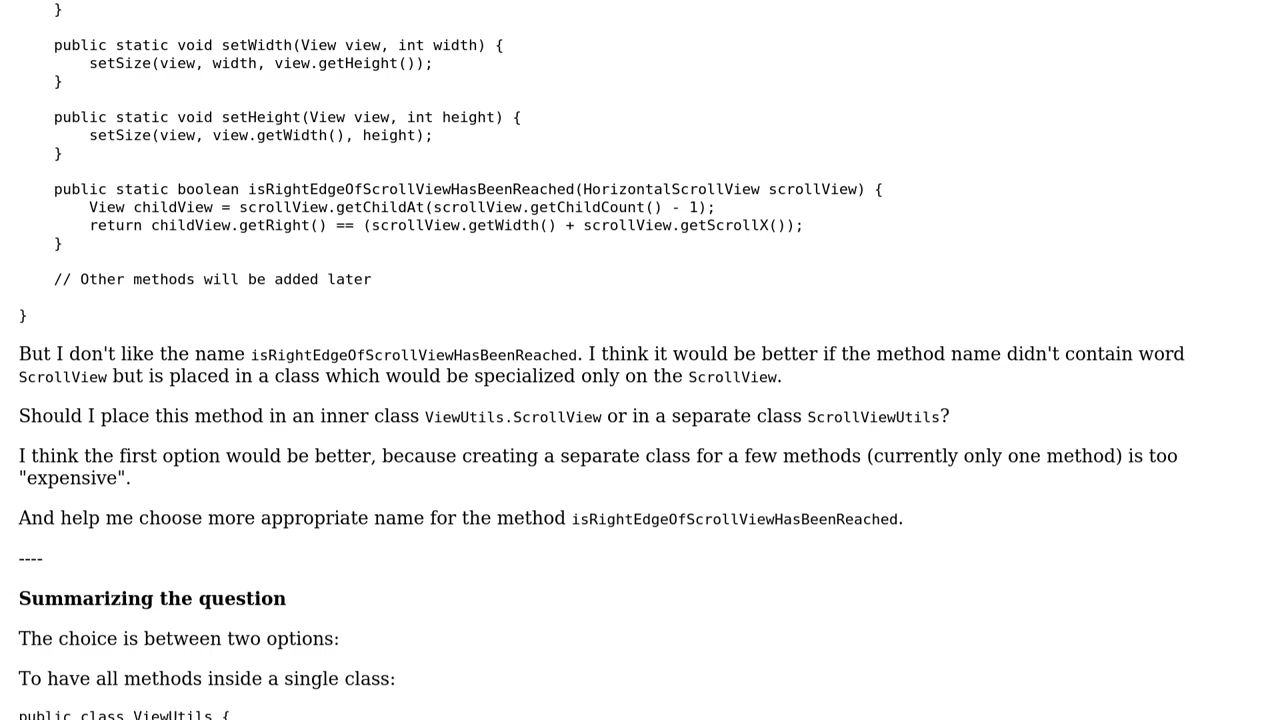 }

    public static void setWidth(View view, int width) {
        setSize(view, width, view.getHeight());
    }

    public static void setHeight(View view, int height) {
        setSize(view, view.getWidth(), height);
    }

    public static boolean isRightEdgeOfScrollViewHasBeenReached(HorizontalScrollView scrollView) {
        View childView = scrollView.getChildAt(scrollView.getChildCount() - 1);
        return childView.getRight() == (scrollView.getWidth() + scrollView.getScrollX());
    }

    // Other methods will be added later

}
But I don't like the name isRightEdgeOfScrollViewHasBeenReached. I think it would be better if the method name didn't contain word
ScrollView but is placed in a class which would be specialized only on the ScrollView.
Should I place this method in an inner class ViewUtils.ScrollView or in a separate class ScrollViewUtils?
I think the first option would be better, because creating a separate class for a few methods (currently only one method) is too
"expensive".
And help me choose more appropriate name for the method isRightEdgeOfScrollViewHasBeenReached.
----
Summarizing the question
The choice is between two options:
To have all methods inside a single class:
public class ViewUtils {